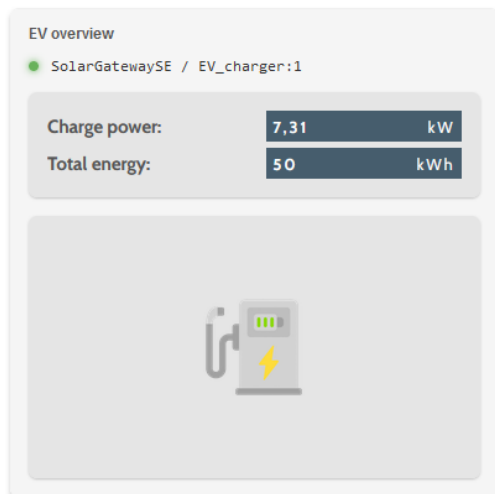 EV overview
SolarGatewaySE / EV_charger:1
Charge power: 7,31 kW
Total energy: 50 kWh